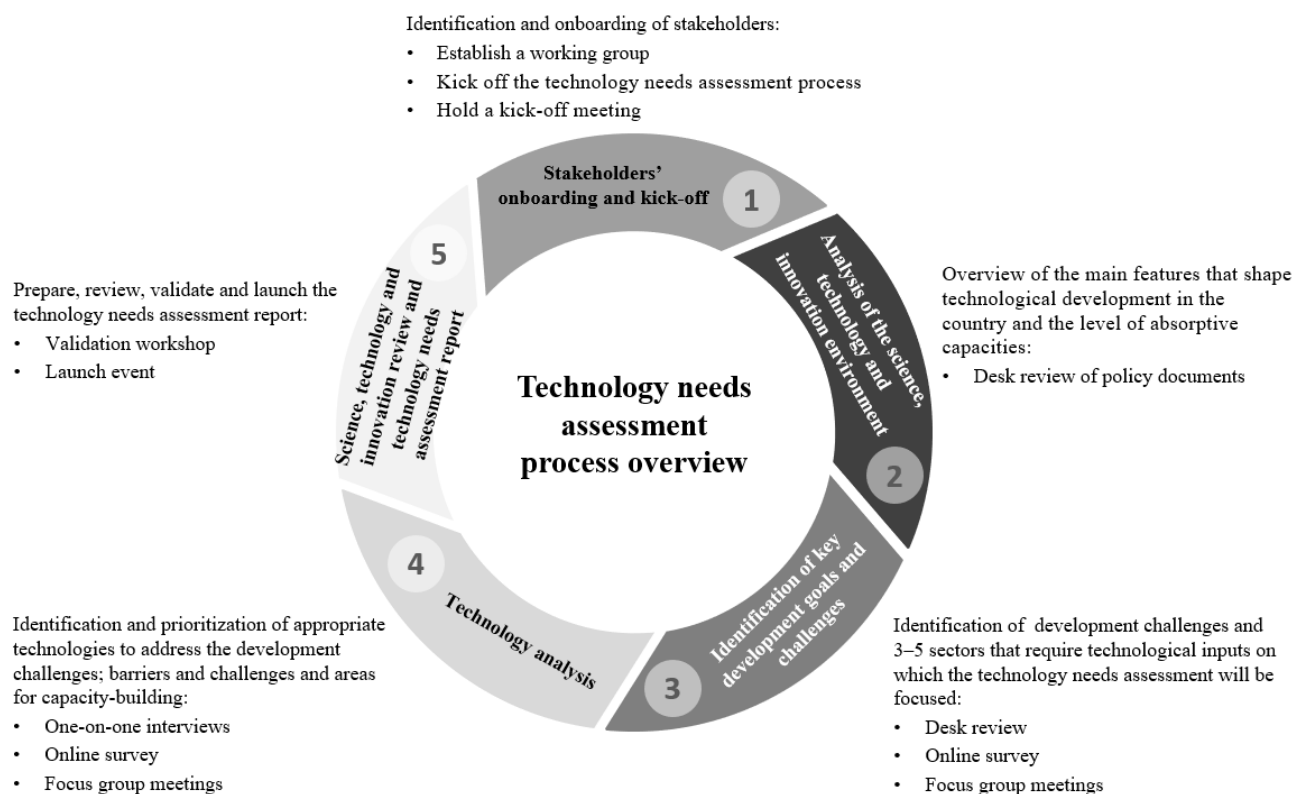 Identification and onboarding of stakeholders:
• Establish a working group
• Kick off the technology needs assessment process
• Hold a kick-off meeting
Stakeholders’
onboarding and kick-off
1
Analysis of the science,
technology and
innovation environment
2
Overview of the main features that shape
technological development in the
country and the level of absorptive
capacities:
• Desk review of policy documents
Identification of key
development goals and
challenges
3
Identification of development challenges and
3–5 sectors that require technological inputs on
which the technology needs assessment will be
focused:
• Desk review
• Online survey
• Focus group meetings
Technology analysis
4
Identification and prioritization of appropriate
technologies to address the development
challenges; barriers and challenges and areas
for capacity-building:
• One-on-one interviews
• Online survey
• Focus group meetings
5
Science, technology and
innovation review and
technology needs
assessment report
Prepare, review, validate and launch the
technology needs assessment report:
• Validation workshop
• Launch event
Technology needs
assessment
process overview